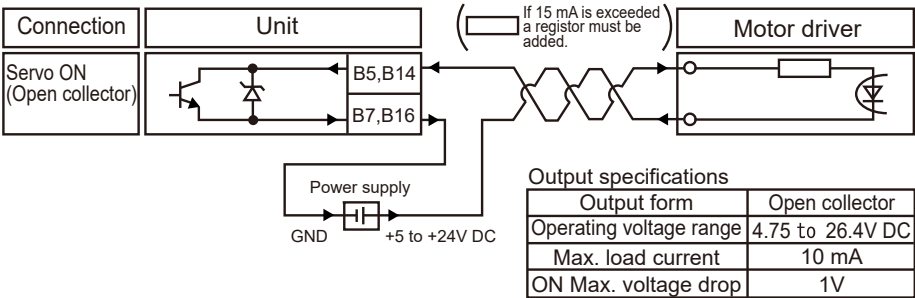 Connection
Unit
If 15 mA is exceeded
a registor must be
added.
Motor driver
Servo ON
(Open collector)
B5,B14
B7,B16
Power supply
GND
+5 to +24V DC
Output specifications
Output form Open collector
Operating voltage range 4.75 to 26.4V DC
Max. load current 10 mA
ON Max. voltage drop 1V